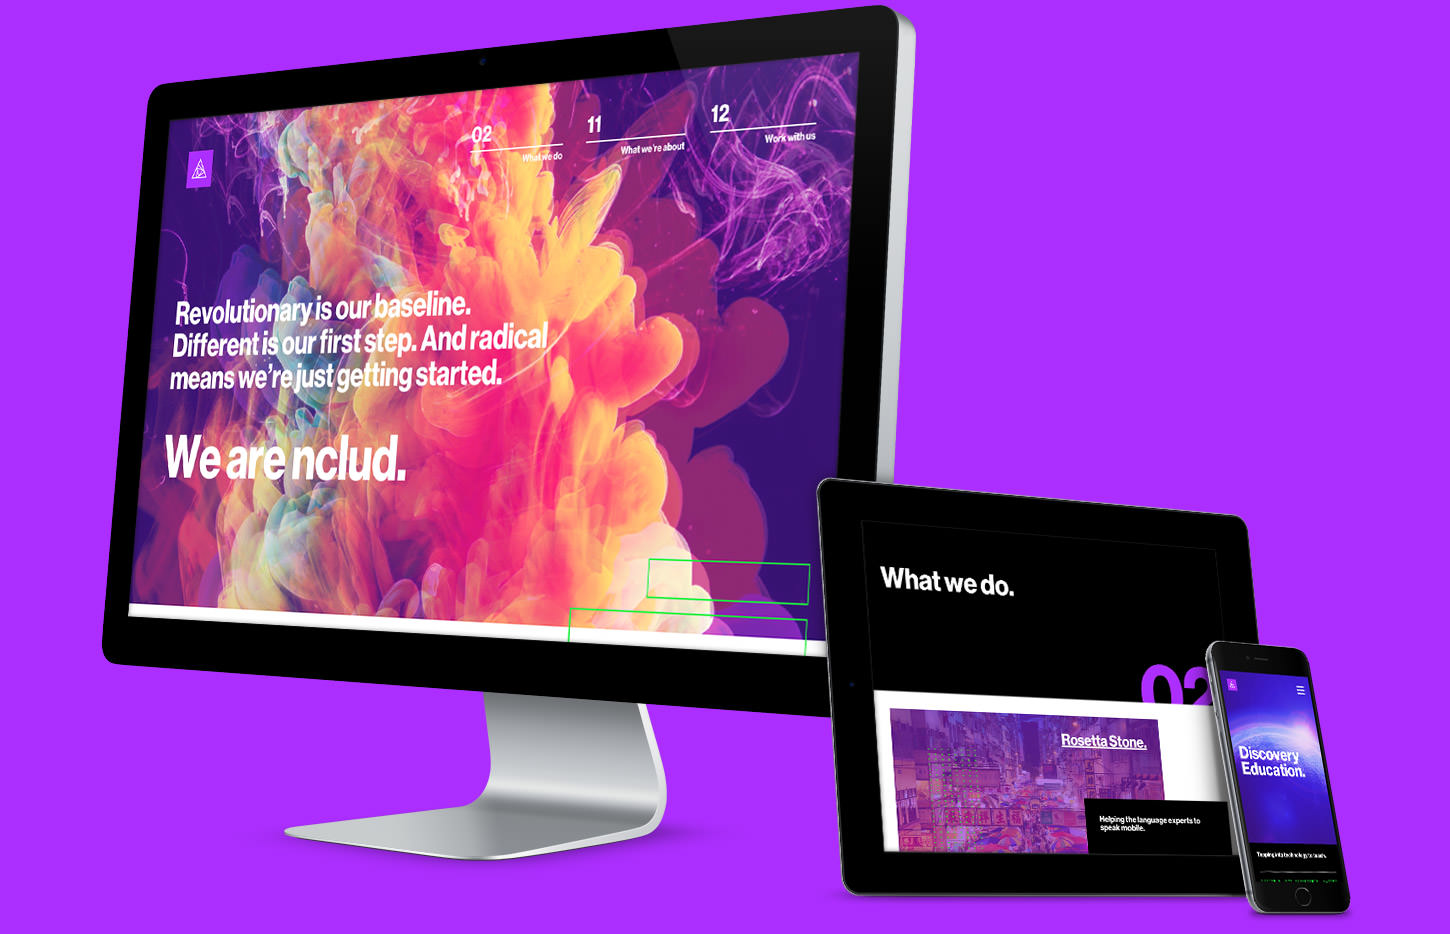 02
What we do
11
What we're about
12
Work with us
Revolutionary is our baseline.
Different is our first step. And radical
means we're just getting started.
We are nclud.
What we do.
02
Rosetta Stone.
Helping the language experts to
speak mobile.
Discovery
Education.